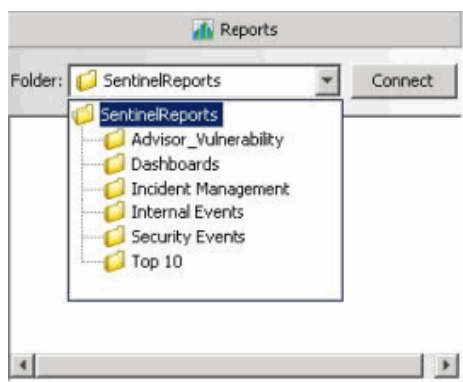 Reports
Folder: SentinelReports Connect
SentinelReports
Advisor_Vulnerability
Dashboards
Incident Management
Internal Events
Security Events
Top 10